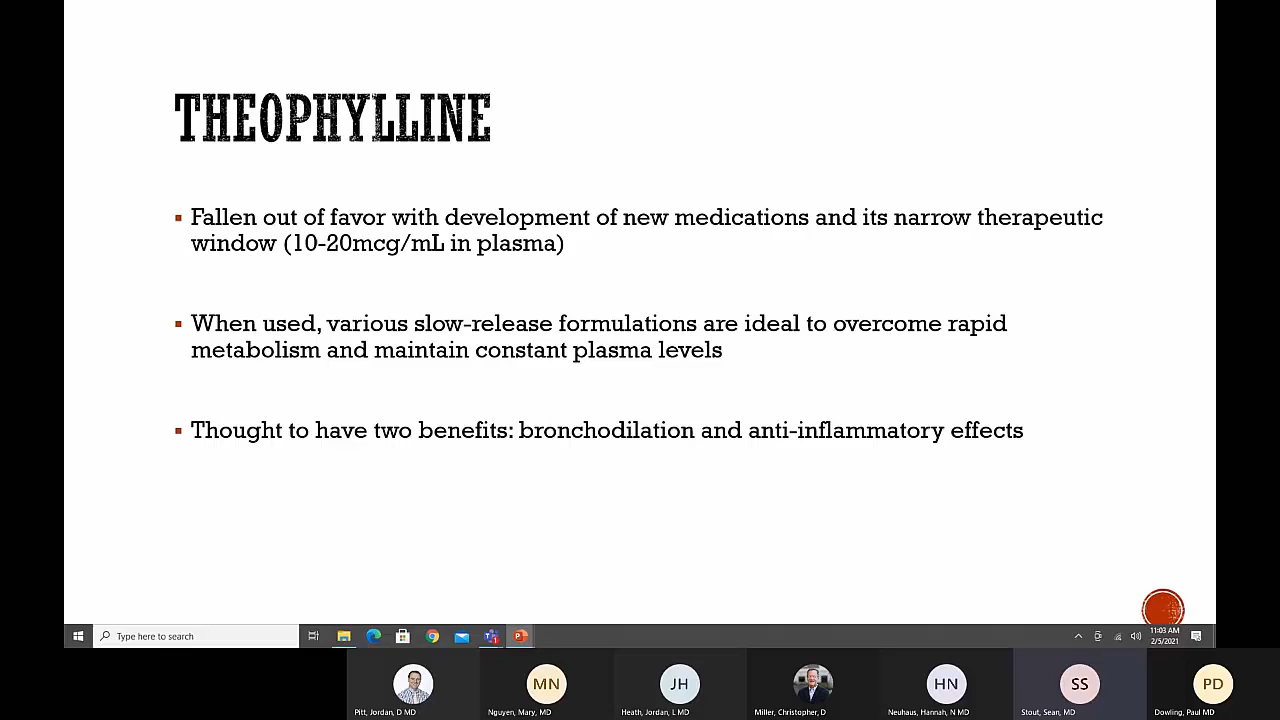 THEOPHYLLINE
▪ Fallen out of favor with development of new medications and its narrow therapeutic
window (10-20mcg/mL in plasma)
▪ When used, various slow-release formulations are ideal to overcome rapid
metabolism and maintain constant plasma levels
▪ Thought to have two benefits: bronchodilation and anti-inflammatory effects
Type here to search
11:03 AM
2/5/2021
MN
JH
HN
SS
PD
Pitt, Jordan, D MD
Nguyen, Mary, MD
Heath, Jordan, L MD
Miller, Christopher, D
Neuhaus, Hannah, N MD
Stout, Sean, MD
Dowling, Paul MD